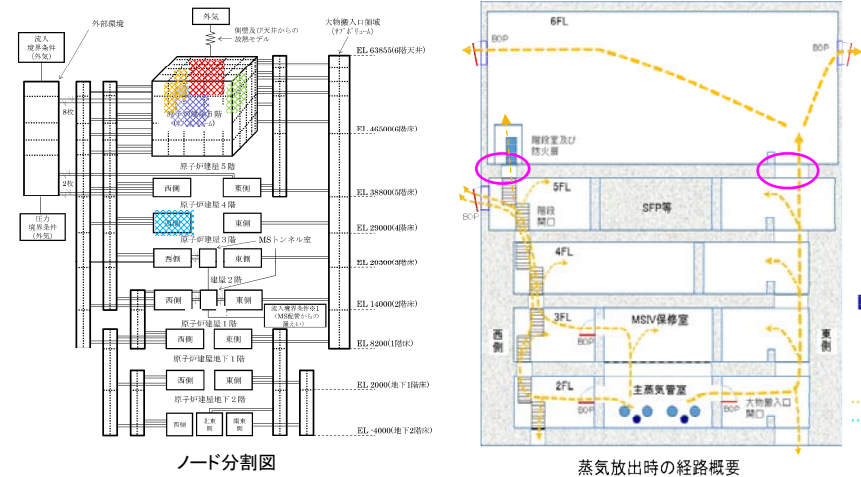 外気
外部環境
側壁及び天井からの
放熱モデル
大物搬入口領域
(ｻﾌﾞﾎﾞﾘｭｰﾑ)
流入
境界条件
(外気)
EL 63855(6階天井)
8枚
EL 46500(6階床)
原子炉建屋５階
2枚
西側
東側
EL 38800(5階床)
原子炉建屋４階
圧力
境界条件
(外気)
東側
EL 29000(4階床)
原子炉建屋３階
MSトンネル室
西側
東側
EL 20300(3階床)
建屋２階
西側
東側
EL 14000(2階床)
流入境界条件※1
(MS配管からの
漏えい)
原子炉建屋１階
西側
東側
EL 8200(1階床)
原子炉建屋地下１階
西側
東側
EL 2000(地下1階床)
原子炉建屋地下２階
西側
北東
側
南東
側
EL -4000(地下2階床)
ノード分割図
6FL
BOP
BOP
階段室及び
防火扉
5FL
SFP等
BOP
階段
開口
4FL
3FL
MSIV保修室
BOP
西側
東側
2FL
主蒸気管室
BOP
BOP
大物搬入口
開口
蒸気放出時の経路概要